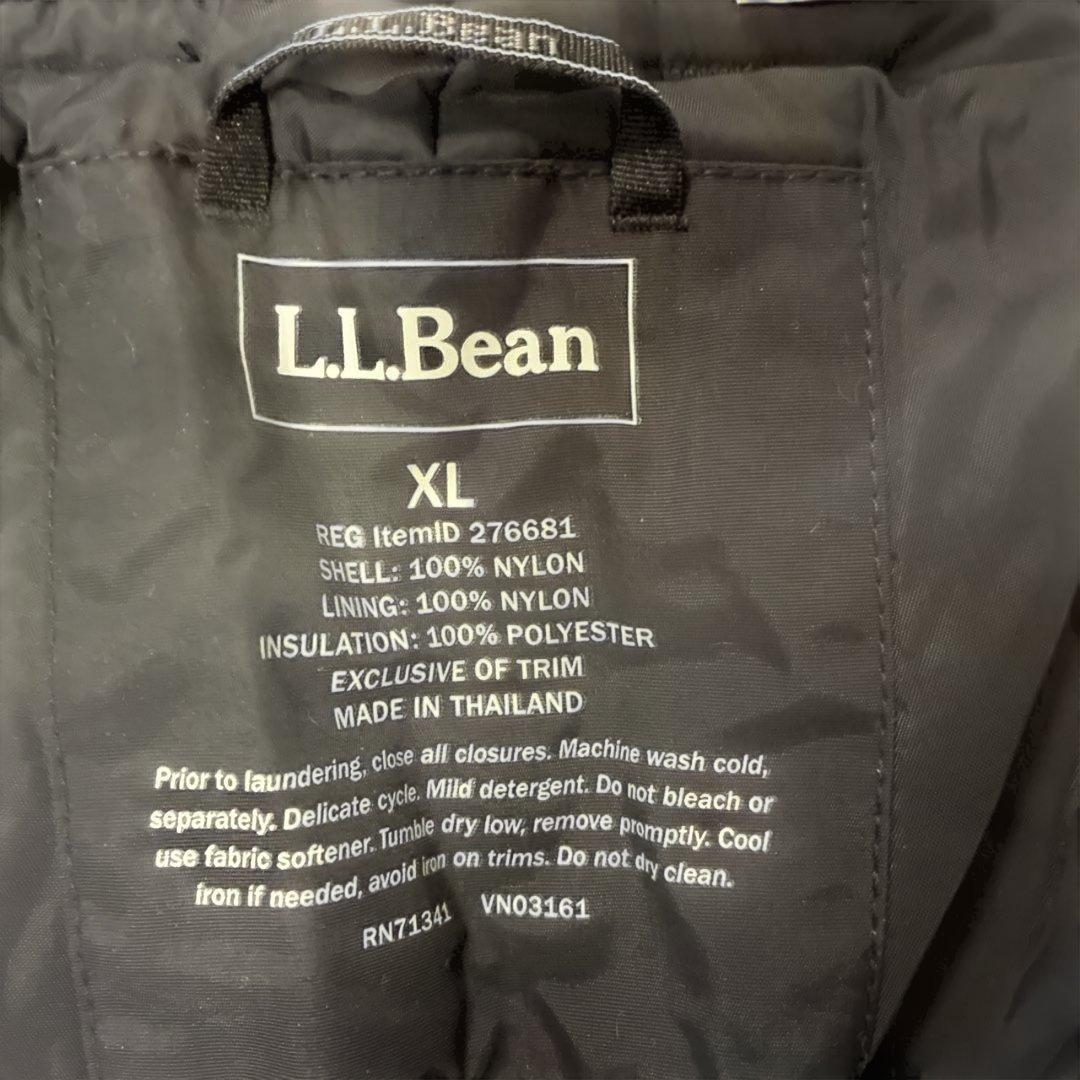 L.L.Bean
L.L.Bean
XL
REG ItemID 276681
SHELL: 100% NYLON
LINING: 100% NYLON
INSULATION: 100% POLYESTER
EXCLUSIVE OF TRIM
MADE IN THAILAND
Prior to laundering, close all closures. Machine wash cold,
separately. Delicate cycle. Mild detergent. Do not bleach or
use fabric softener. Tumble dry low, remove promptly. Cool
iron if needed, avoid iron on trims. Do not dry clean.
RN71341 VN03161